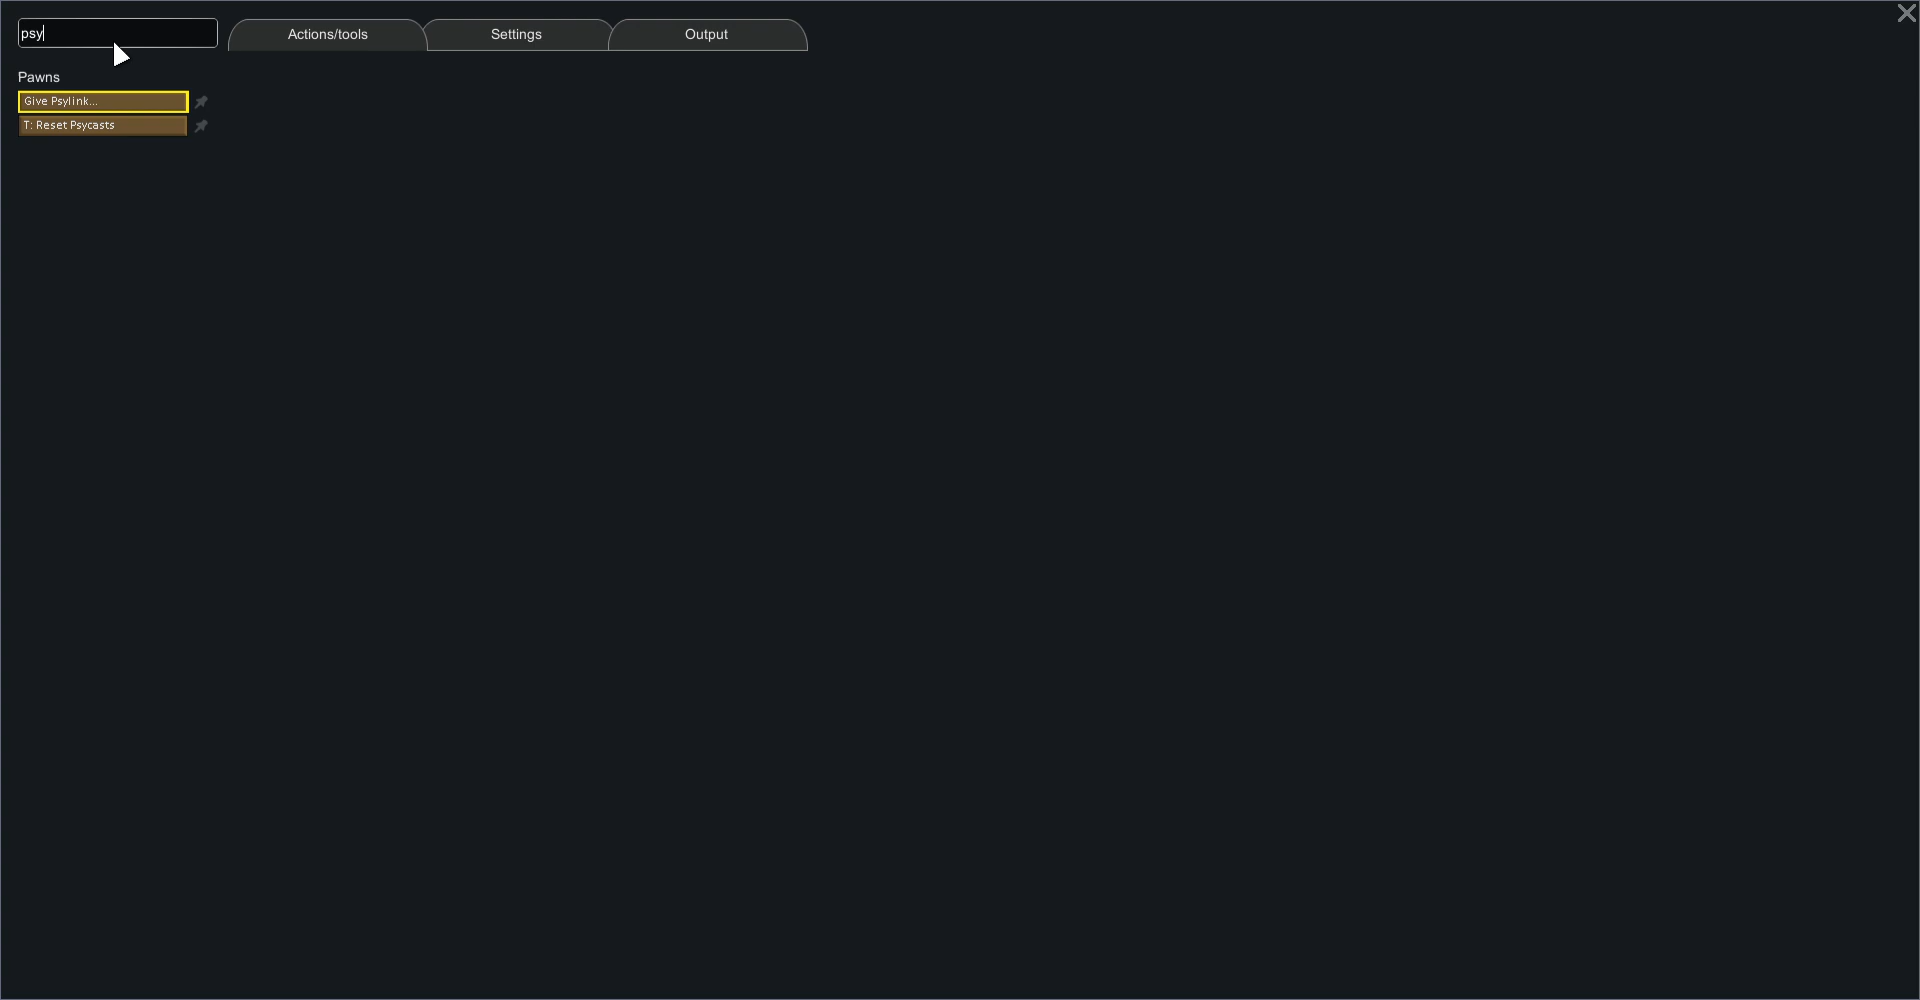 psy
Actions/tools
Settings
Output
Pawns
Give Psylink...
T: Reset Psycasts